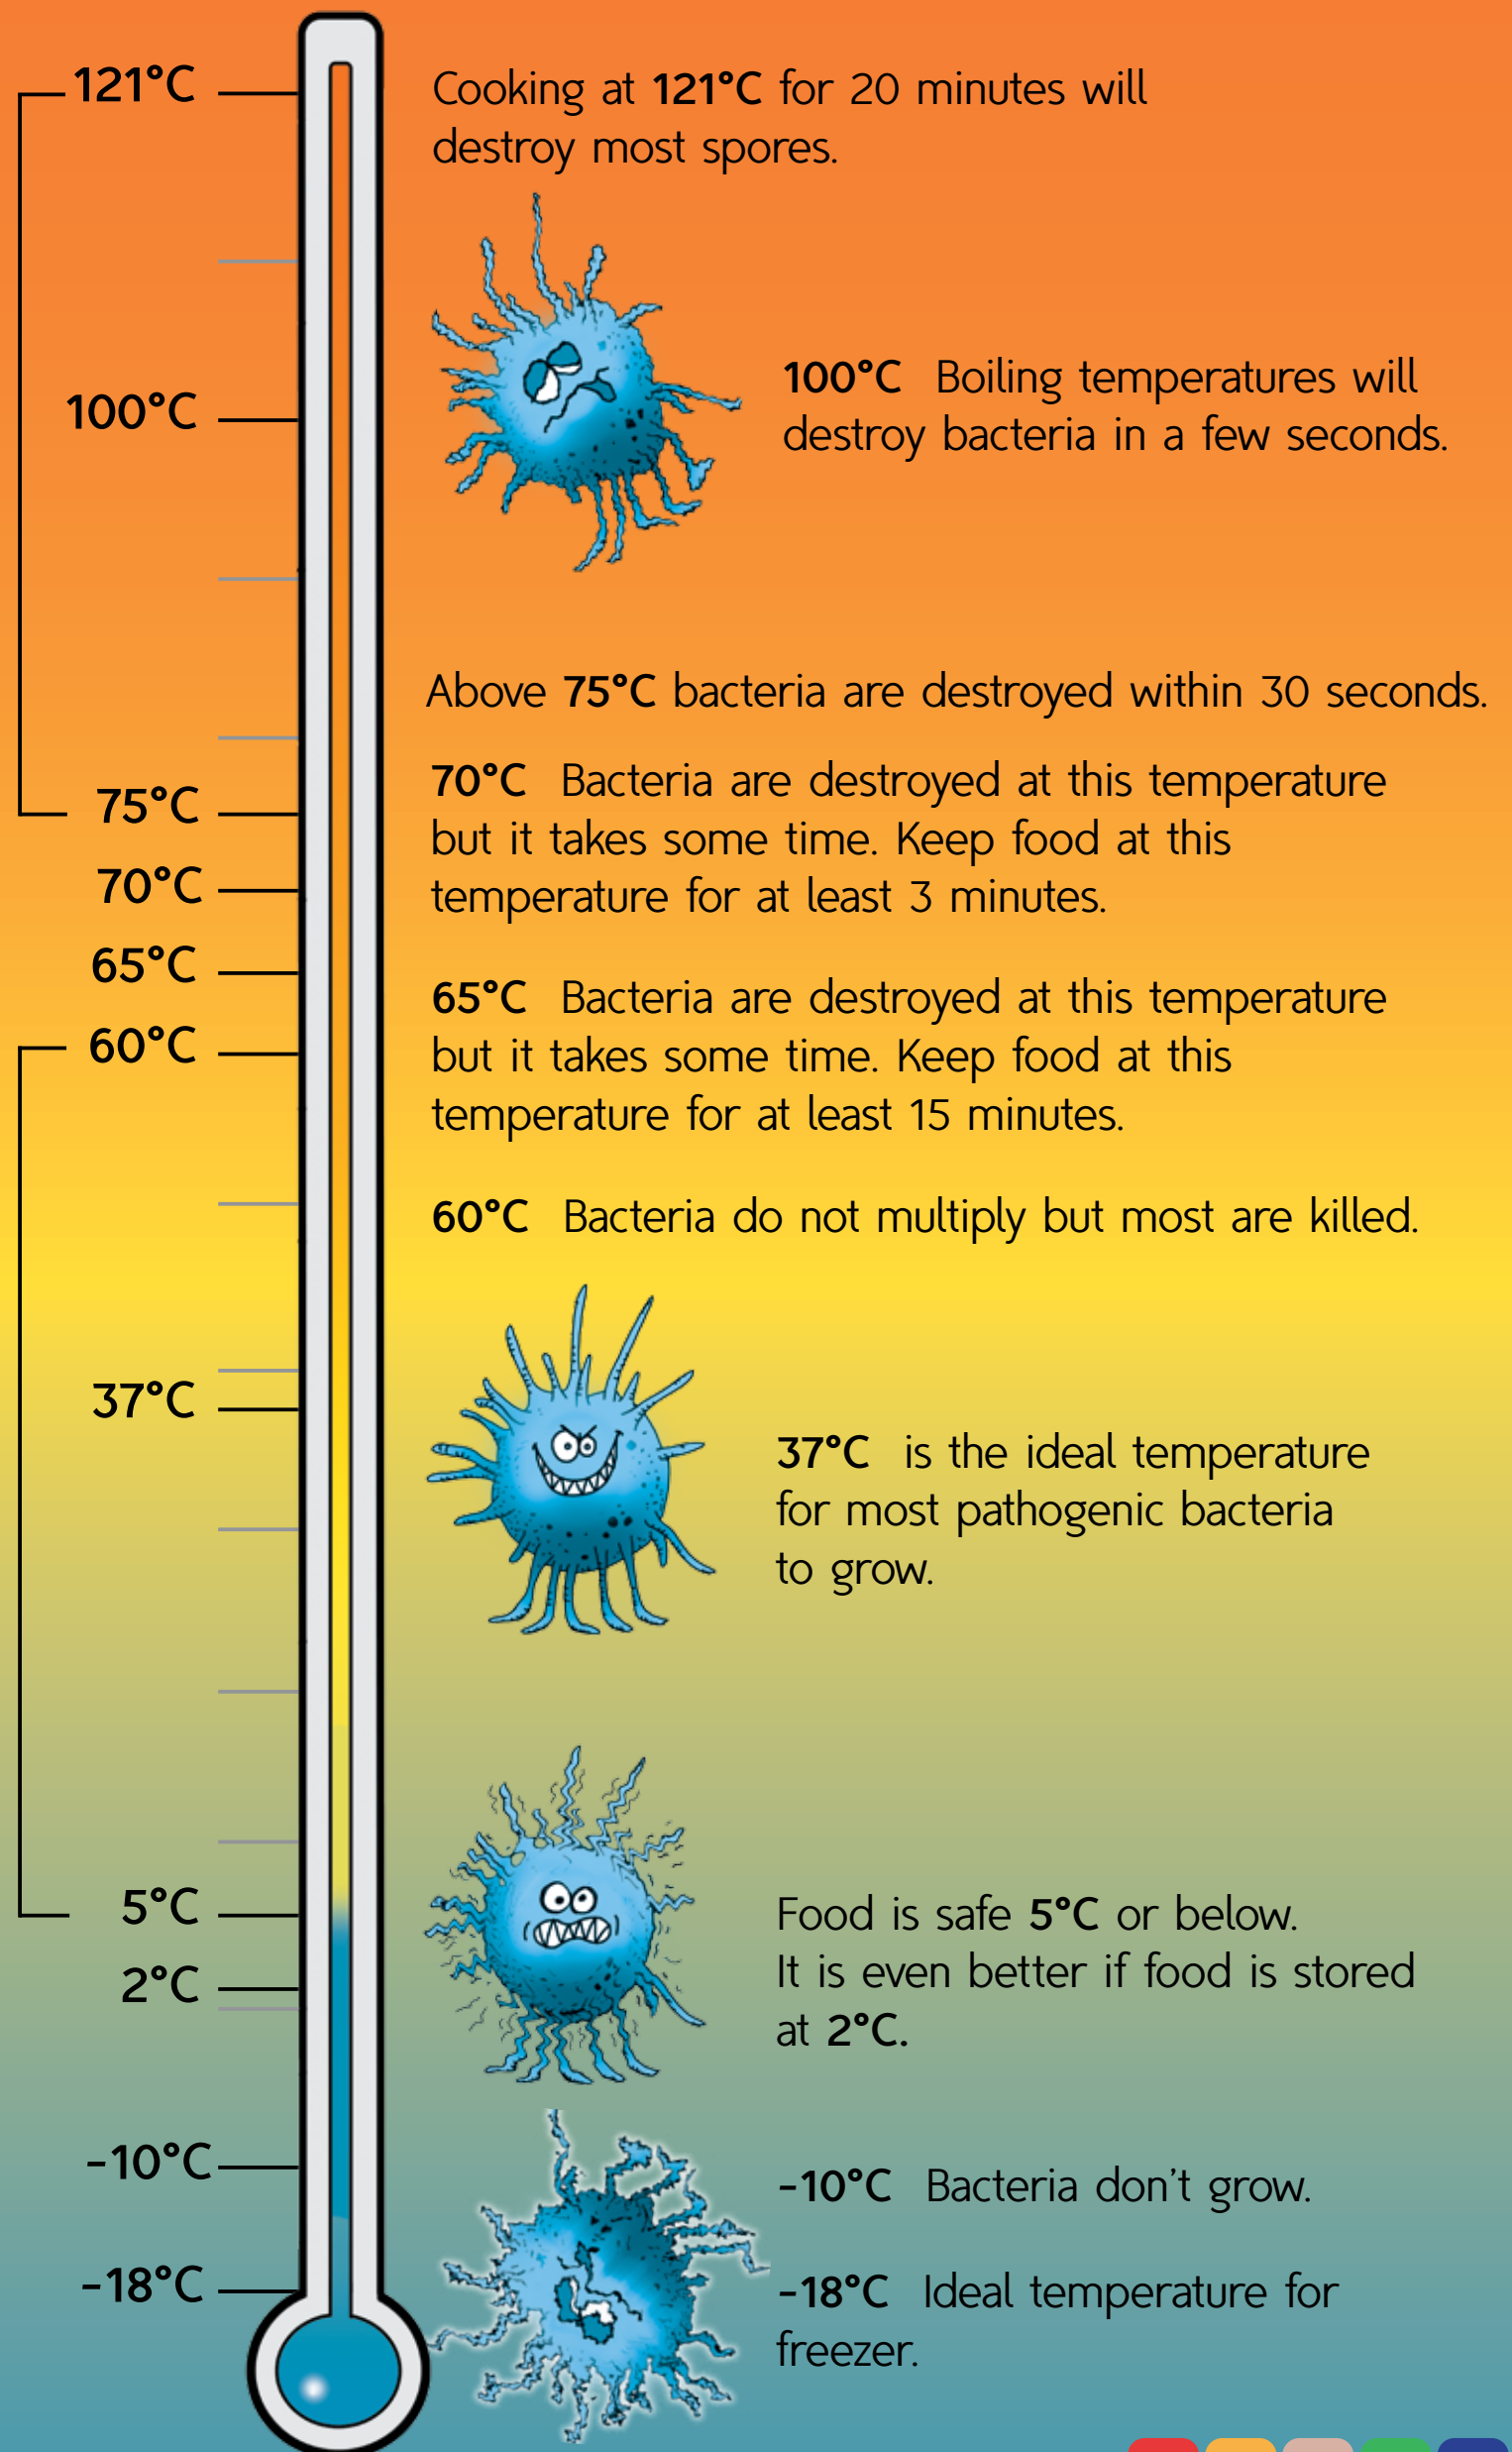 121°C
Cooking at 121°C for 20 minutes will
destroy most spores.
100°C
100°C Boiling temperatures will
destroy bacteria in a few seconds.
Above 75°C bacteria are destroyed within 30 seconds.
75°C
70°C Bacteria are destroyed at this temperature
but it takes some time. Keep food at this
temperature for at least 3 minutes.
70°C
65°C
65°C Bacteria are destroyed at this temperature
but it takes some time. Keep food at this
temperature for at least 15 minutes.
60°C
60°C Bacteria do not multiply but most are killed.
37°C
37°C is the ideal temperature
for most pathogenic bacteria
to grow.
5°C
Food is safe 5°C or below.
It is even better if food is stored
at 2°C.
2°C
-10°C
-10°C Bacteria don't grow.
-18°C
-18°C Ideal temperature for
freezer.